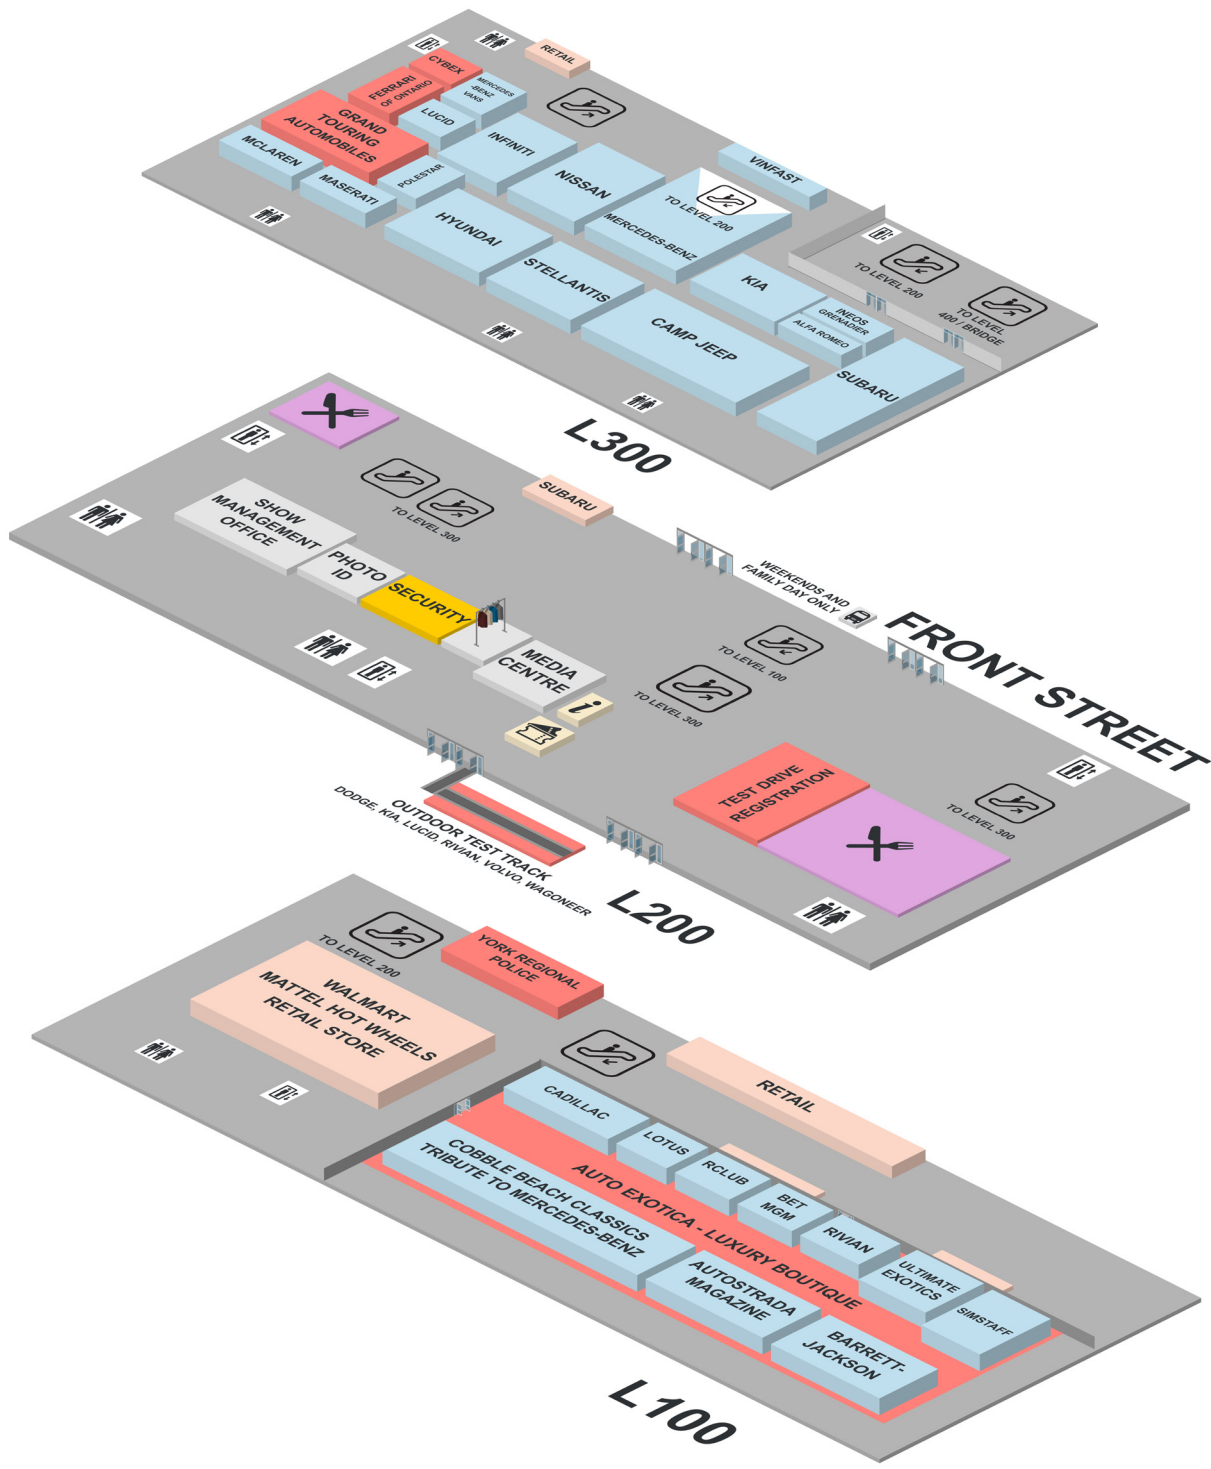 RETAIL
CYBEX
FERRARI
OF ONTARIO
MERCEDES
-BENZ
VANS
GRAND
TOURING
AUTOMOBILES
LUCID
INFINITI
MCLAREN
MASERATI
POLESTAR
NISSAN
VINFAST
TO LEVEL 200
MERCEDES-BENZ
HYUNDAI
STELLANTIS
KIA
TO LEVEL 200
TO LEVEL
400 / BRIDGE
INEOS
GRENADIER
ALFA ROMEO
CAMP JEEP
SUBARU
L300
TO LEVEL 300
SUBARU
SHOW
MANAGEMENT
OFFICE
PHOTO
ID
SECURITY
MEDIA
CENTRE
i
WEEKENDS AND
FAMILY DAY ONLY
FRONT STREET
TO LEVEL 100
TO LEVEL 300
TEST DRIVE
REGISTRATION
TO LEVEL 300
OUTDOOR TEST TRACK
DODGE, KIA, LUCID, RIVIAN, VOLVO, WAGONEER
L200
TO LEVEL 200
YORK REGIONAL
POLICE
WALMART
MATTEL HOT WHEELS
RETAIL STORE
RETAIL
CADILLAC
LOTUS
RCLUB
BET
MGM
RIVIAN
ULTIMATE
EXOTICS
SIMSTAFF
AUTO EXOTICA - LUXURY BOUTIQUE
COBBLE BEACH CLASSICS
TRIBUTE TO MERCEDES-BENZ
AUTOSTRADA
MAGAZINE
BARRETT-
JACKSON
L100